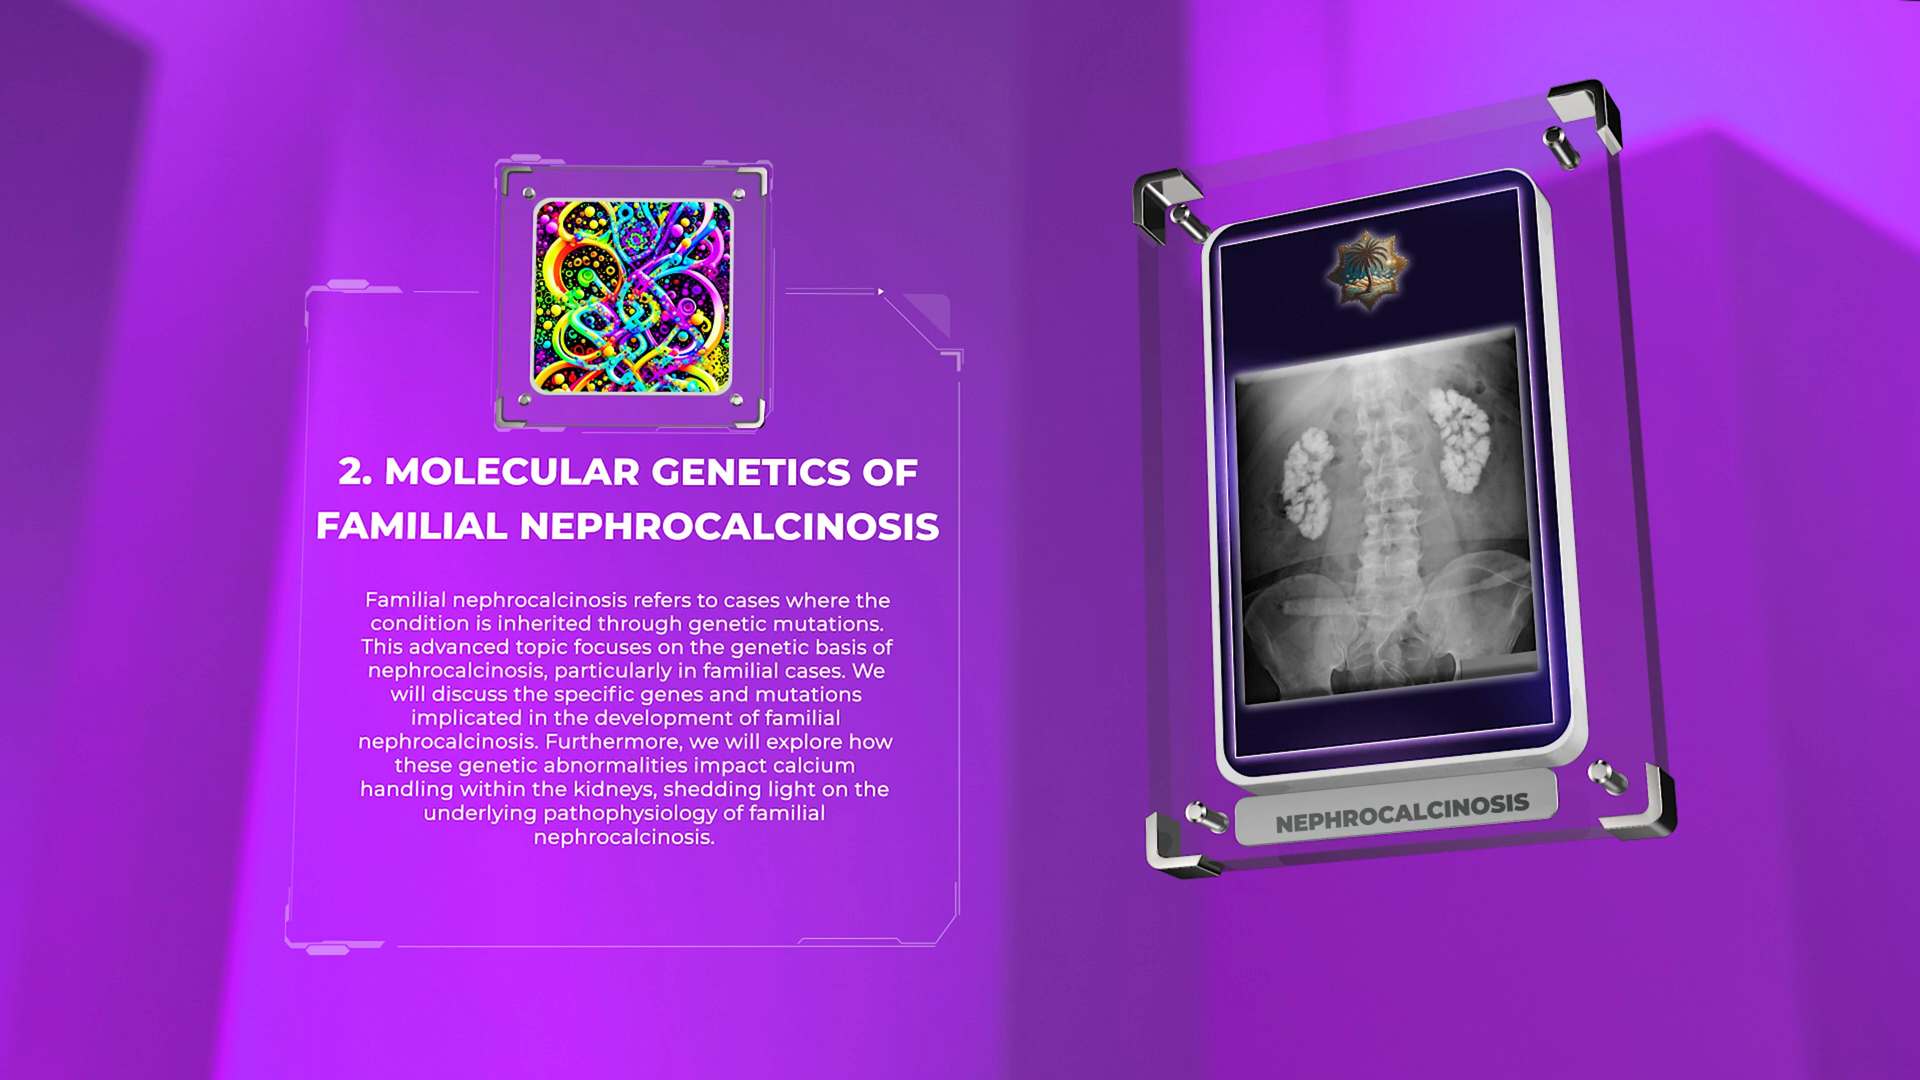 2. MOLECULAR GENETICS OF
FAMILIAL NEPHROCALCINOSIS
Familial nephrocalcinosis refers to cases where the
condition is inherited through genetic mutations.
This advanced topic focuses on the genetic basis of
nephrocalcinosis, particularly in familial cases. We
will discuss the specific genes and mutations
implicated in the development of familial
nephrocalcinosis. Furthermore, we will explore how
these genetic abnormalities impact calcium
handling within the kidneys, shedding light on the
underlying pathophysiology of familial
nephrocalcinosis.
NEPHROCALCINOSIS